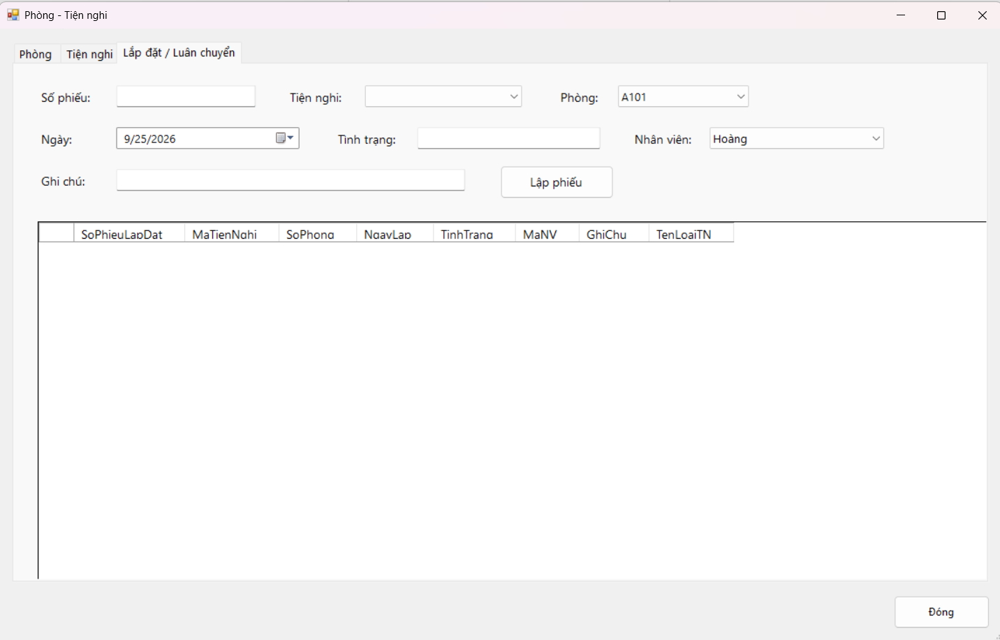 Phòng - Tiện nghi
Phòng Tiện nghi Lắp đặt / Luân chuyển
Số phiếu: Tiện nghi: Phòng: A101
Ngày: 9/25/2026 Tình trạng: Nhân viên: Hoàng
Ghi chú: Lập phiếu
SoPhieuLapDat MaTienNghi SoPhong NgayLap TinhTrang MaNV GhiChu TenLoaiTN
Đóng